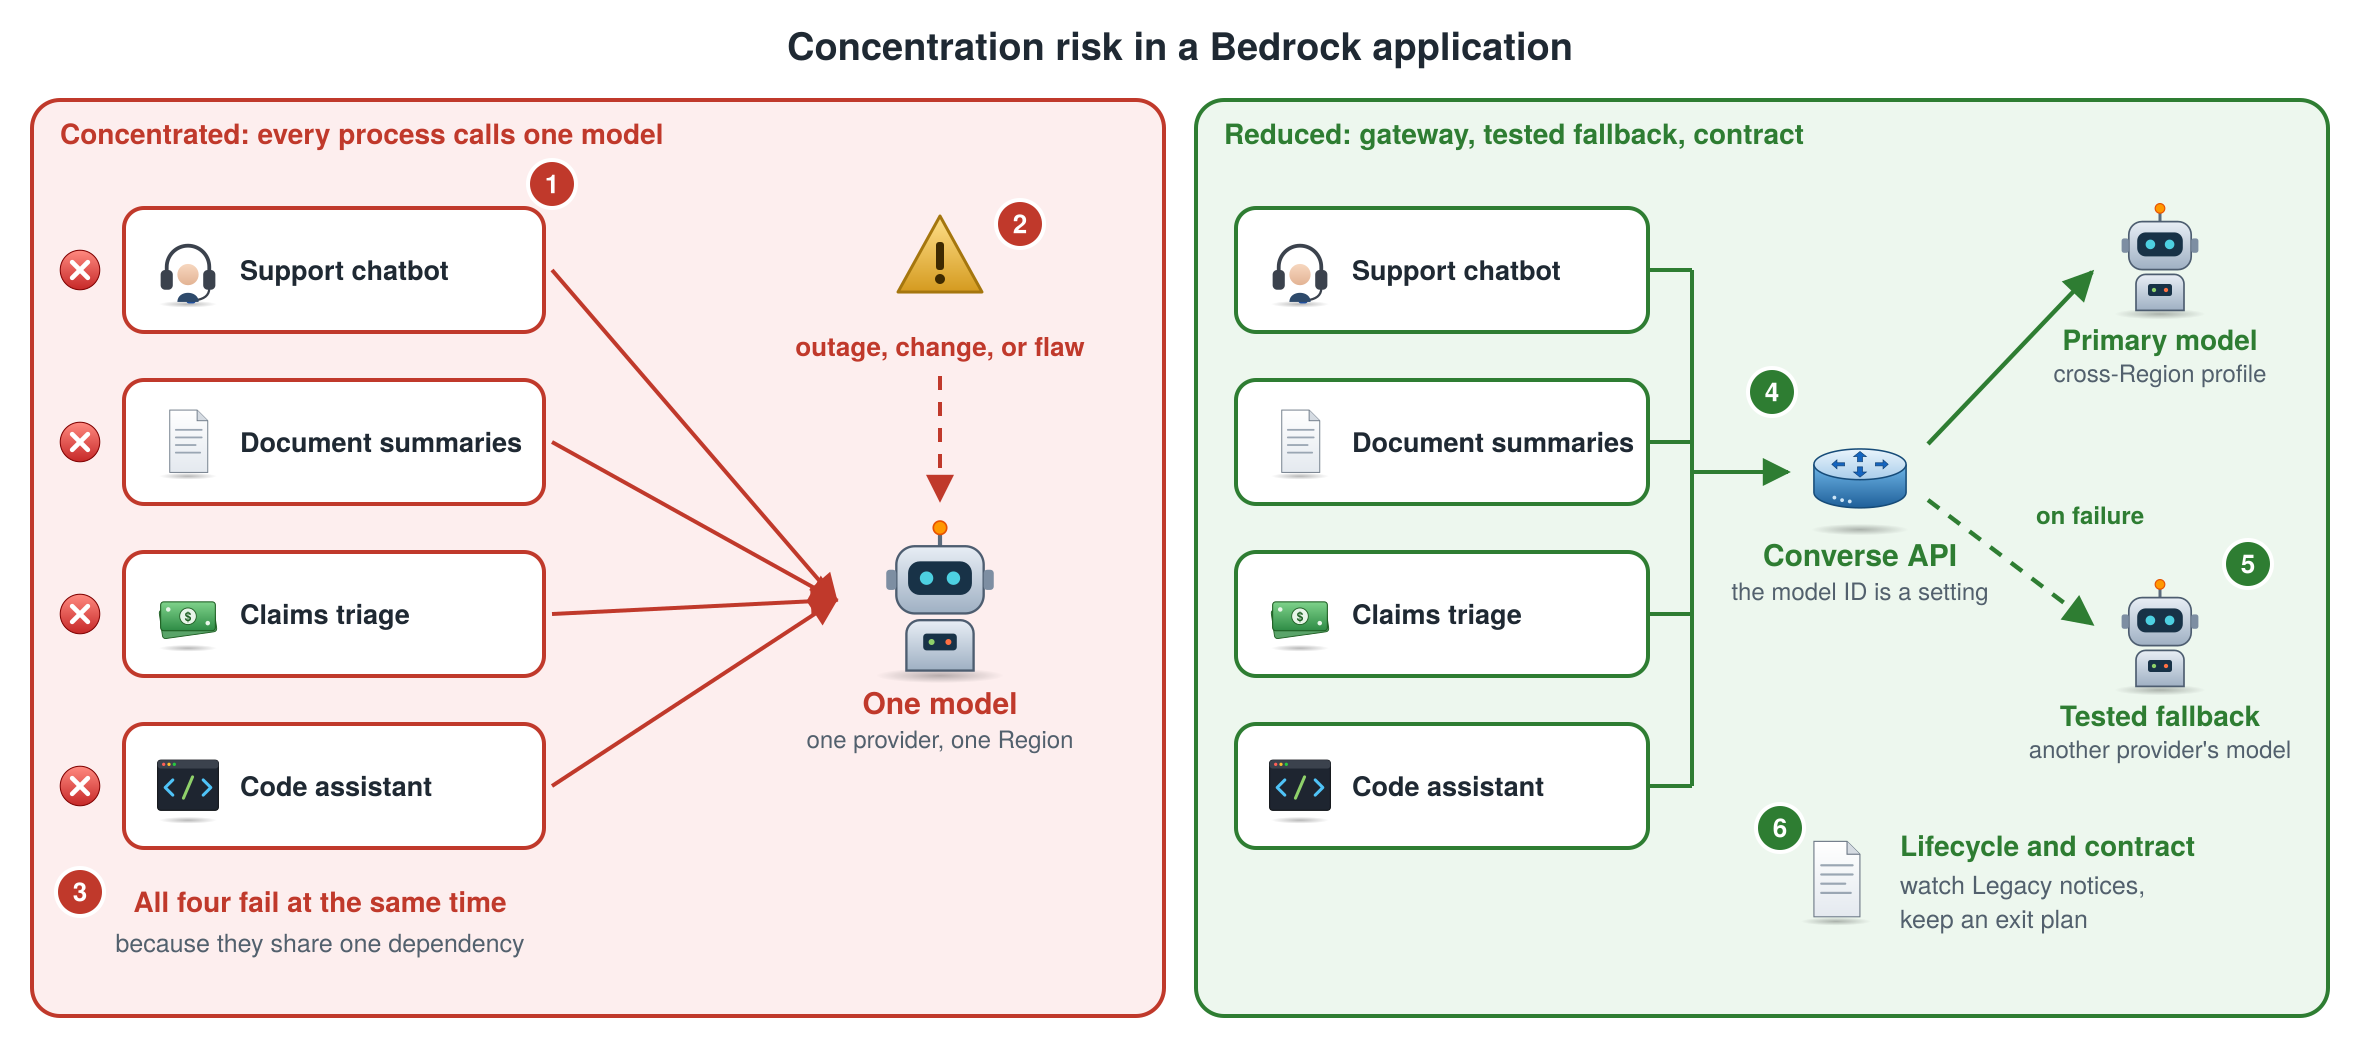 Concentration risk in a Bedrock application
Concentrated: every process calls one model
1
2
Support chatbot
outage, change, or flaw
Document summaries
Claims triage
One model
one provider, one Region
Code assistant
3
All four fail at the same time
because they share one dependency
Reduced: gateway, tested fallback, contract
Support chatbot
Primary model
cross-Region profile
4
Document summaries
on failure
Converse API
the model ID is a setting
5
Claims triage
Tested fallback
another provider's model
Code assistant
6
Lifecycle and contract
watch Legacy notices,
keep an exit plan